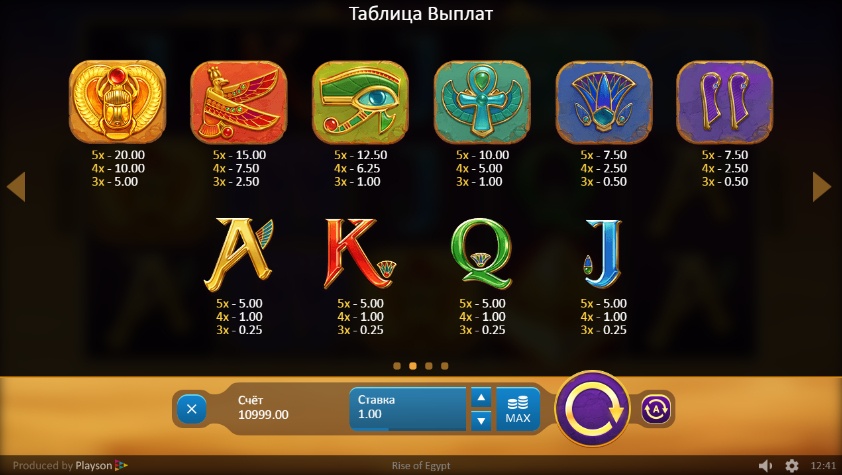 Таблица Выплат
5x - 20.00
4x - 10.00
3x - 5.00
5x - 15.00
4x - 7.50
3x - 2.50
5x - 12.50
4x - 6.25
3x - 1.00
5x - 10.00
4x - 5.00
3x - 1.00
5x - 7.50
4x - 2.50
3x - 0.50
5x - 7.50
4x - 2.50
3x - 0.50
A
5x - 5.00
4x - 1.00
3x - 0.25
K
5x - 5.00
4x - 1.00
3x - 0.25
Q
5x - 5.00
4x - 1.00
3x - 0.25
J
5x - 5.00
4x - 1.00
3x - 0.25
Счёт
10999.00
Ставка
1.00
MAX
A
Produced by Playson
Rise of Egypt
12:41